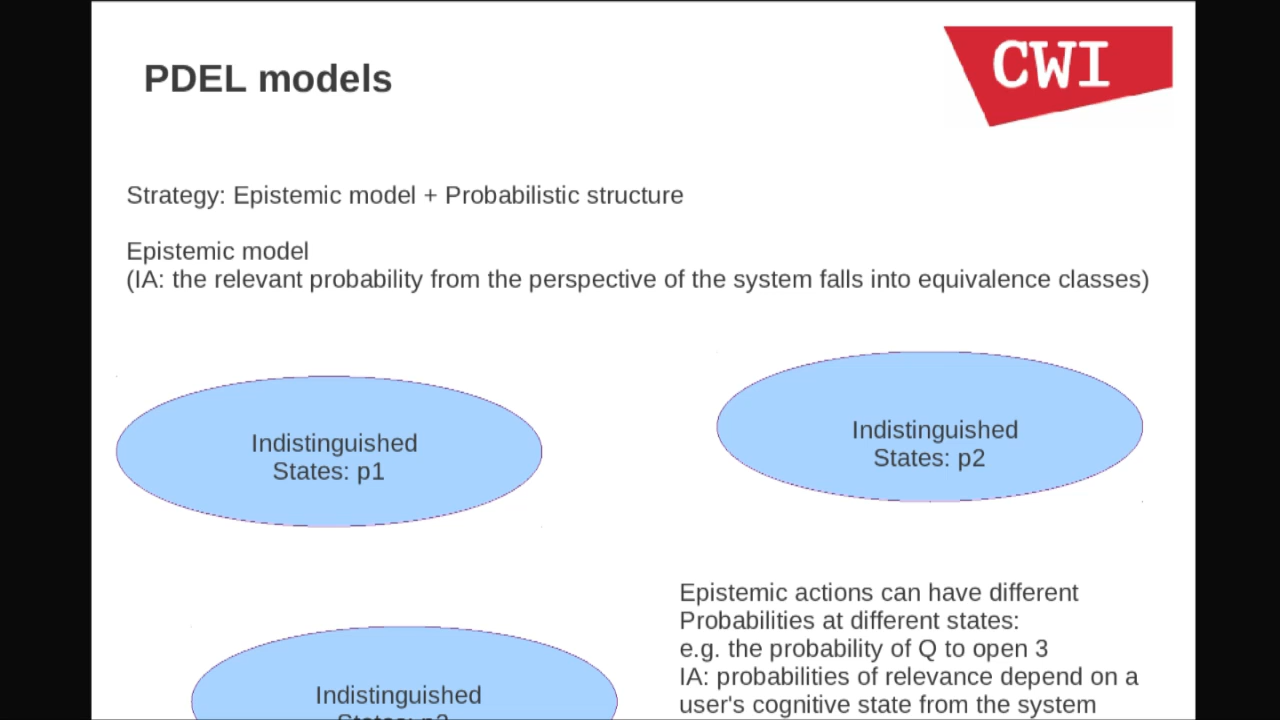 PDEL models
CWI
Strategy: Epistemic model + Probabilistic structure
Epistemic model
(IA: the relevant probability from the perspective of the system falls into equivalence classes)
Indistinguished
States: p1
Indistinguished
States: p2
Epistemic actions can have different
Probabilities at different states:
e.g. the probability of Q to open 3
IA: probabilities of relevance depend on a
user's cognitive state from the system
Indistinguished
States: